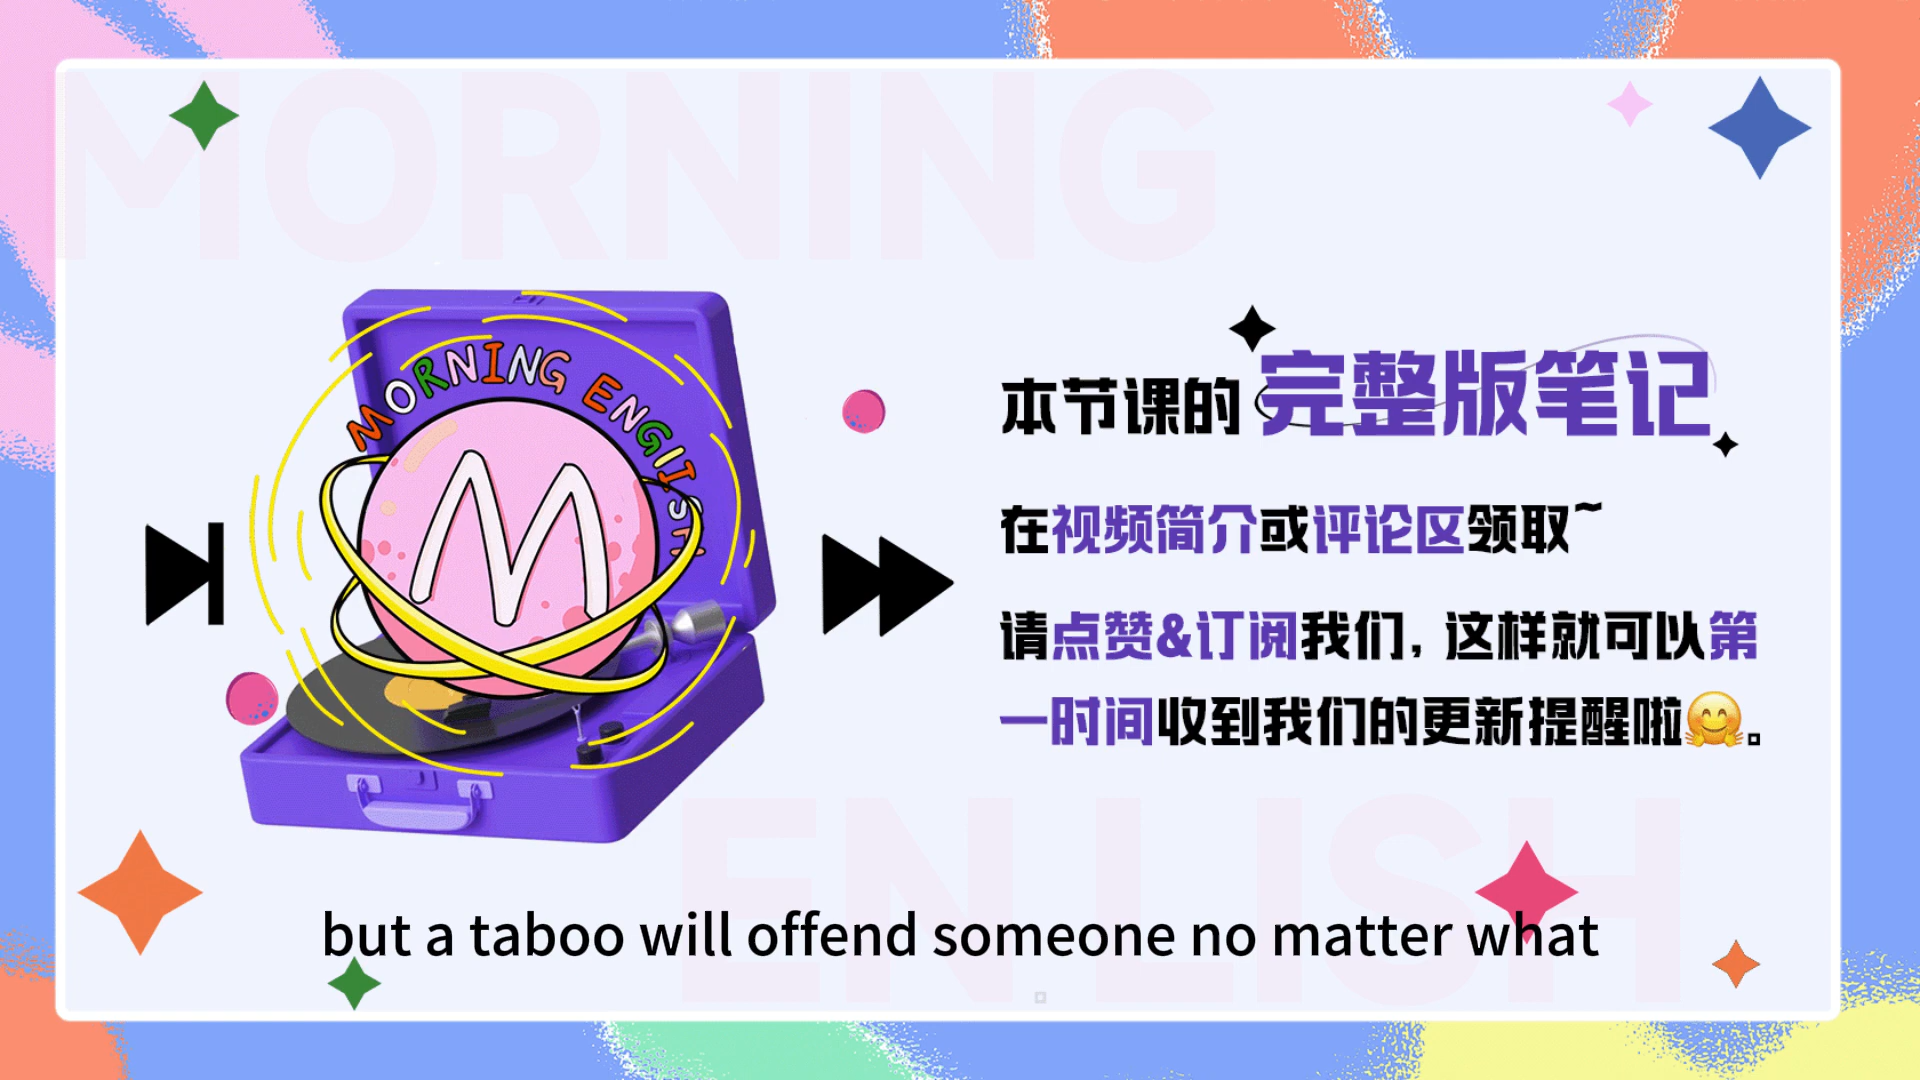 MORNING
MORNING ENGLISH
M
本节课的 完整版笔记
在视频简介或评论区领取~
请点赞&订阅我们，这样就可以第
一时间收到我们的更新提醒啦🤗。
EN LISH
but a taboo will offend someone no matter what